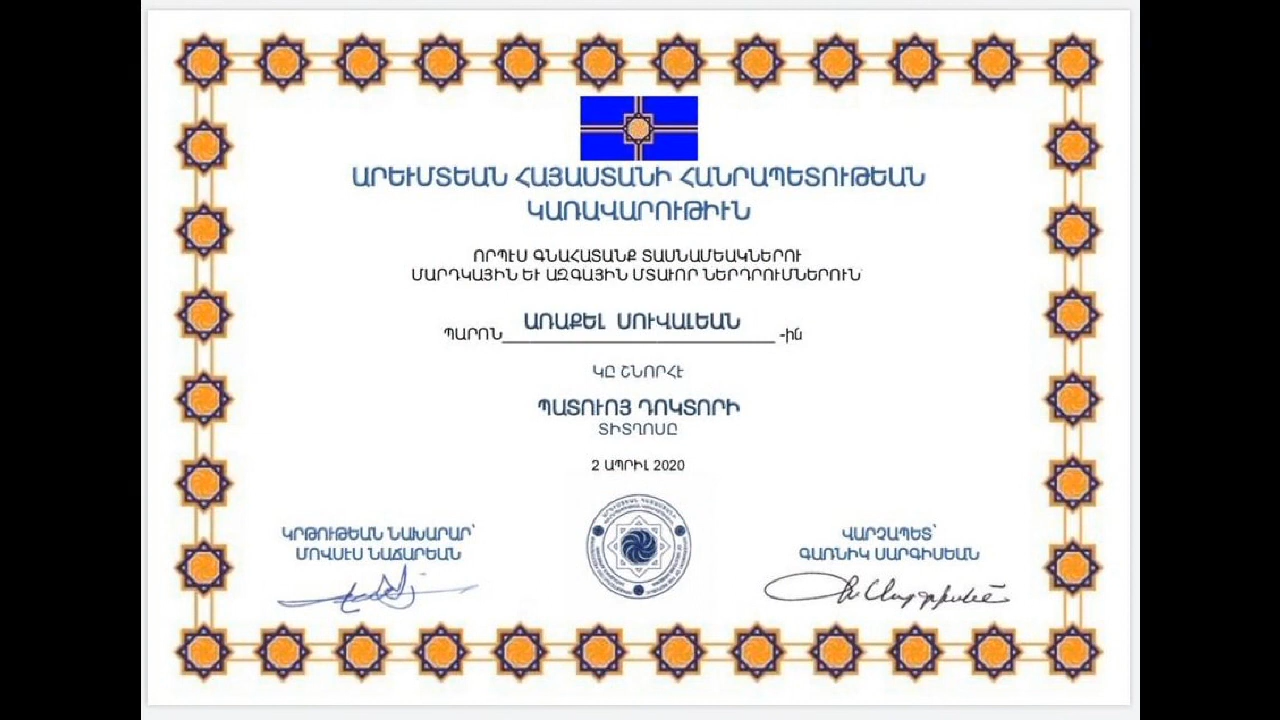 ԱՐԵՒՄՏԵԱՆ ՀԱՅԱՍՏԱՆԻ ՀԱՆՐԱՊԵՏՈՒԹԵԱՆ
ԿԱՌԱՎԱՐՈՒԹԻՒՆ
ՈՐՊԷՍ ԳՆԱՀԱՏԱՆՔ ՏԱՍՆԱՄԵԱԿՆԵՐՈՒ
ՄԱՐԴԿԱՅԻՆ ԵՒ ԱԶԳԱՅԻՆ ՄՏԱՒՈՐ ՆԵՐԴՐՈՒՄՆԵՐՈՒՆ՝
ՊԱՐՈՆ ԱՌԱՔԵԼ ՍՈՒՎԱԼԵԱՆ -ին
ԿԸ ՇՆՈՐՀԷ
ՊԱՏՈՒՈՅ ԴՈԿՏՈՐԻ
ՏԻՏՂՈՍԸ
2 ԱՊՐԻԼ 2020
ԿՐԹՈՒԹԵԱՆ ՆԱԽԱՐԱՐ՝
ՄՈՎՍԷՍ ՆԱՃԱՐԵԱՆ
ՎԱՐՉԱՊԵՏ՝
ԳԱՌՆԻԿ ՍԱՐԳԻՍԵԱՆ